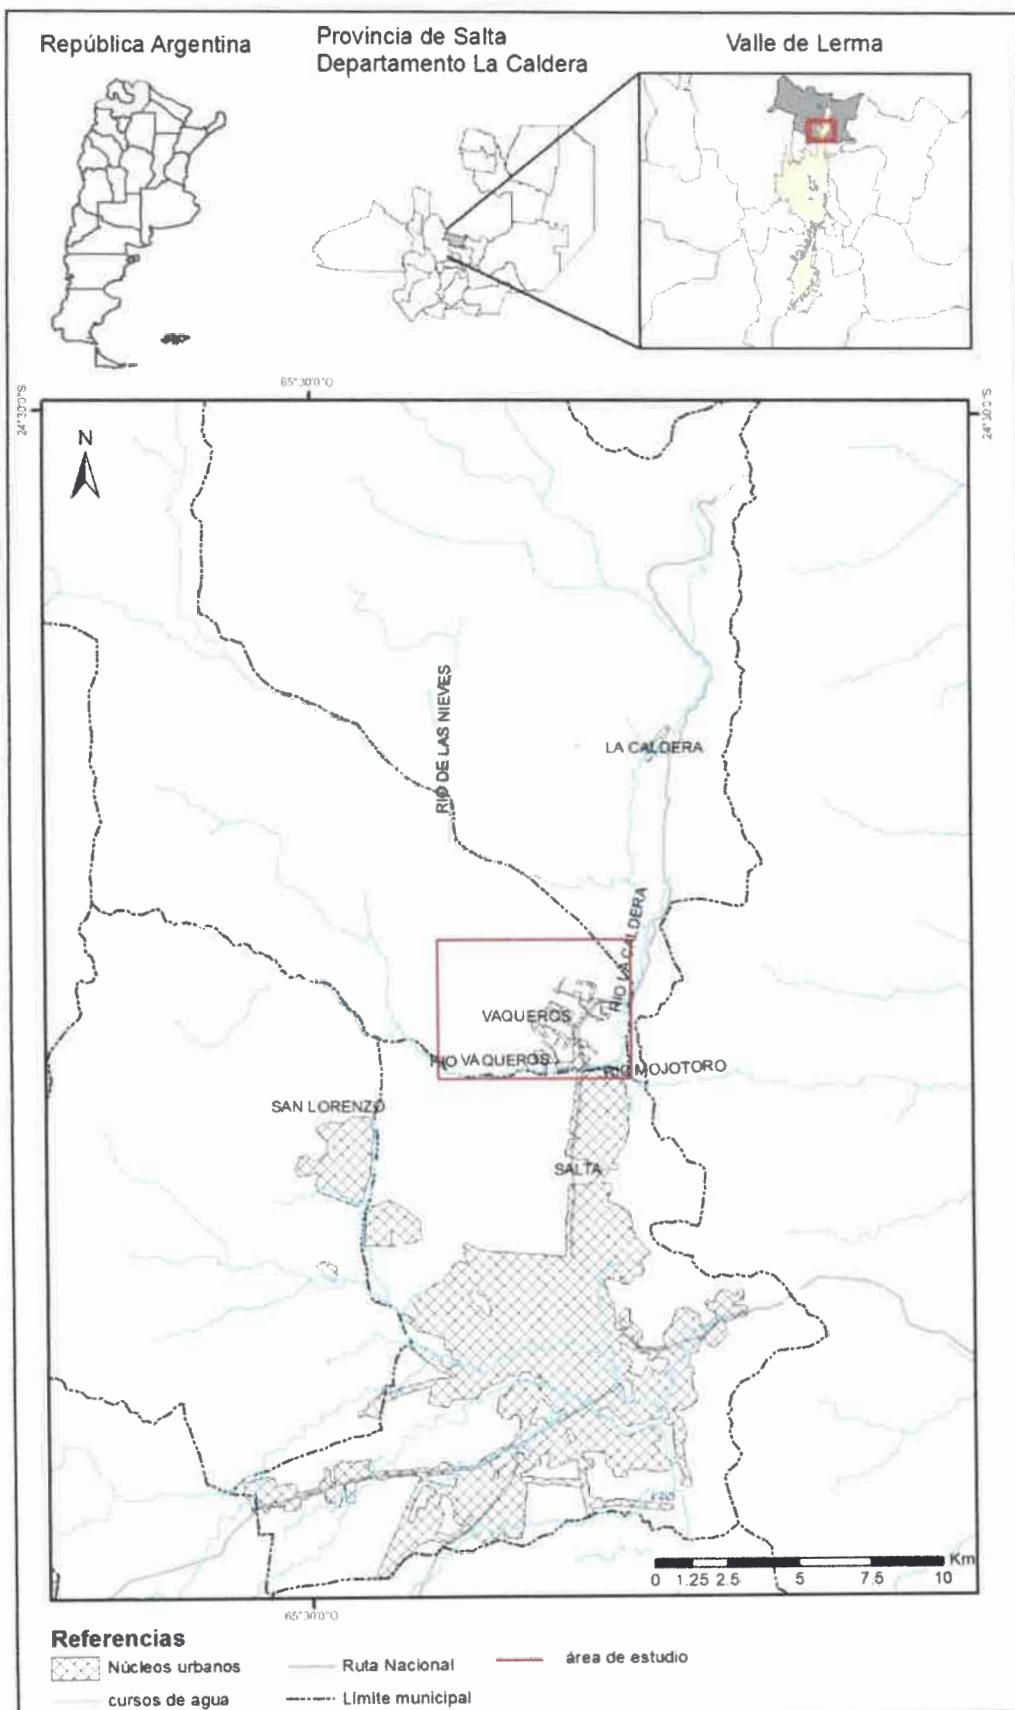 República Argentina
Provincia de Salta
Departamento La Caldera
Valle de Lerma
65°30'0"O
24°30'0"S
24°30'0"S
N
RIO DE LAS NIEVES
LA CALDERA
RIO LA CALDERA
VAQUEROS
RIO VAQUEROS
RIO MOJOTORO
SAN LORENZO
SALTA
Km
0 1.25 2.5 5 7.5 10
65°30'0"O
Referencias
Núcleos urbanos
Ruta Nacional
área de estudio
cursos de agua
Límite municipal